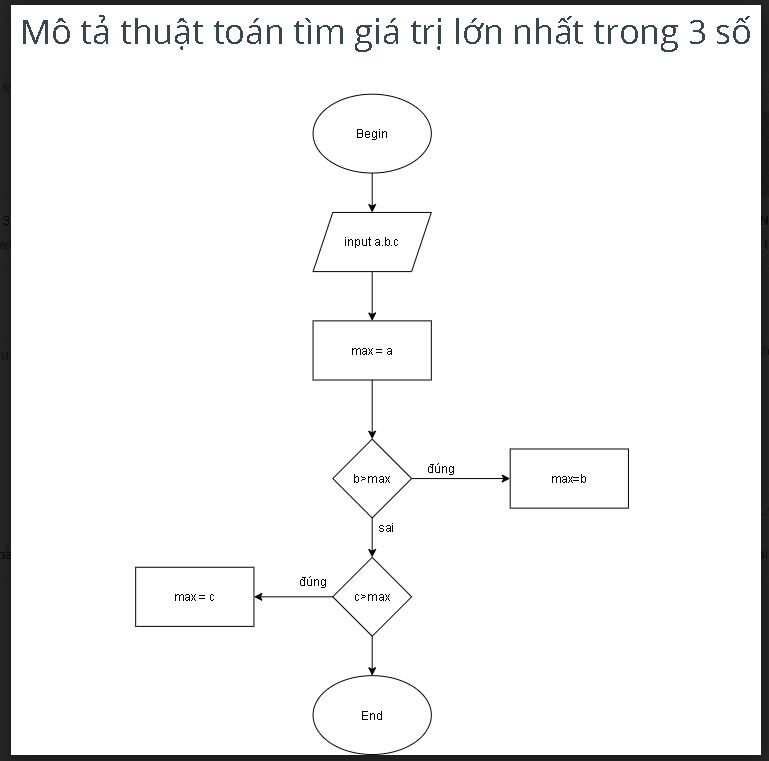 Mô tả thuật toán tìm giá trị lớn nhất trong 3 số
Begin
input a.b.c
max = a
b>max
đúng
max=b
sai
max = c
đúng
c>max
End